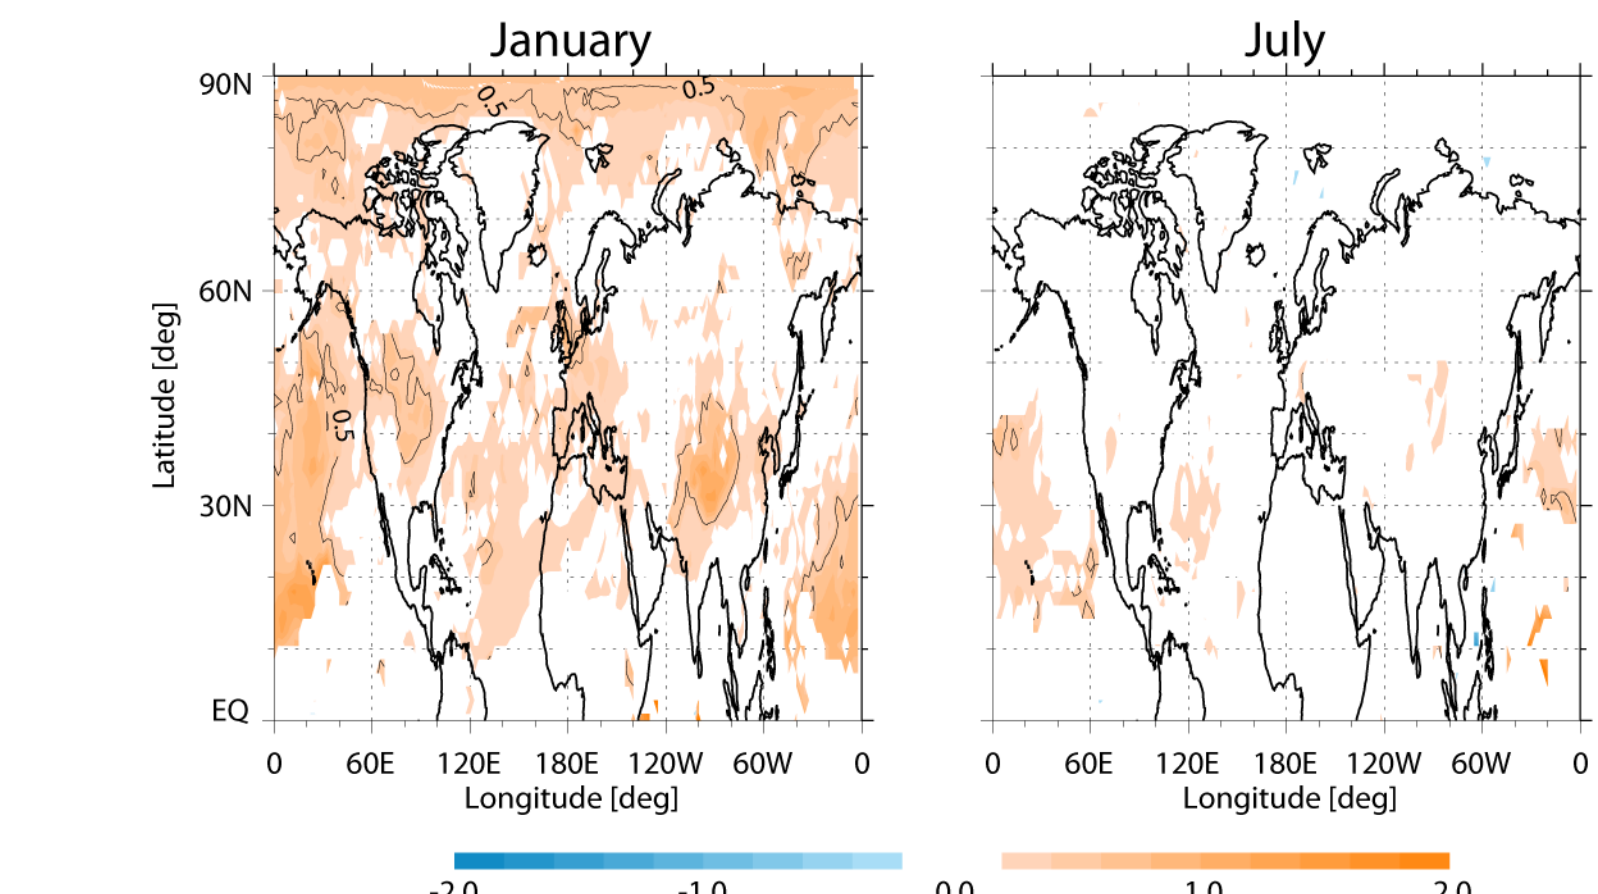 January July
0.5 0.5
90N
60N
0.5
Latitude [deg]
30N
EQ
0 60E 120E 180E 120W 60W 0 0 60E 120E 180E 120W 60W 0
Longitude [deg] Longitude [deg]
-2.0 -1.0 0.0 1.0 2.0